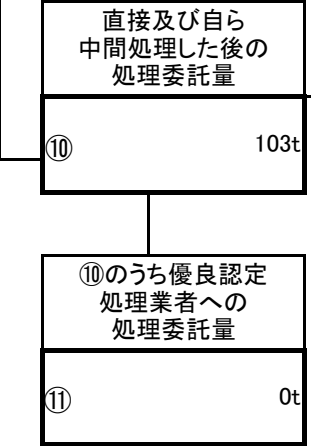 直接及び自ら
中間処理した後の
処理委託量
⑩ 103t
⑩のうち優良認定
処理業者への
処理委託量
⑪ 0t